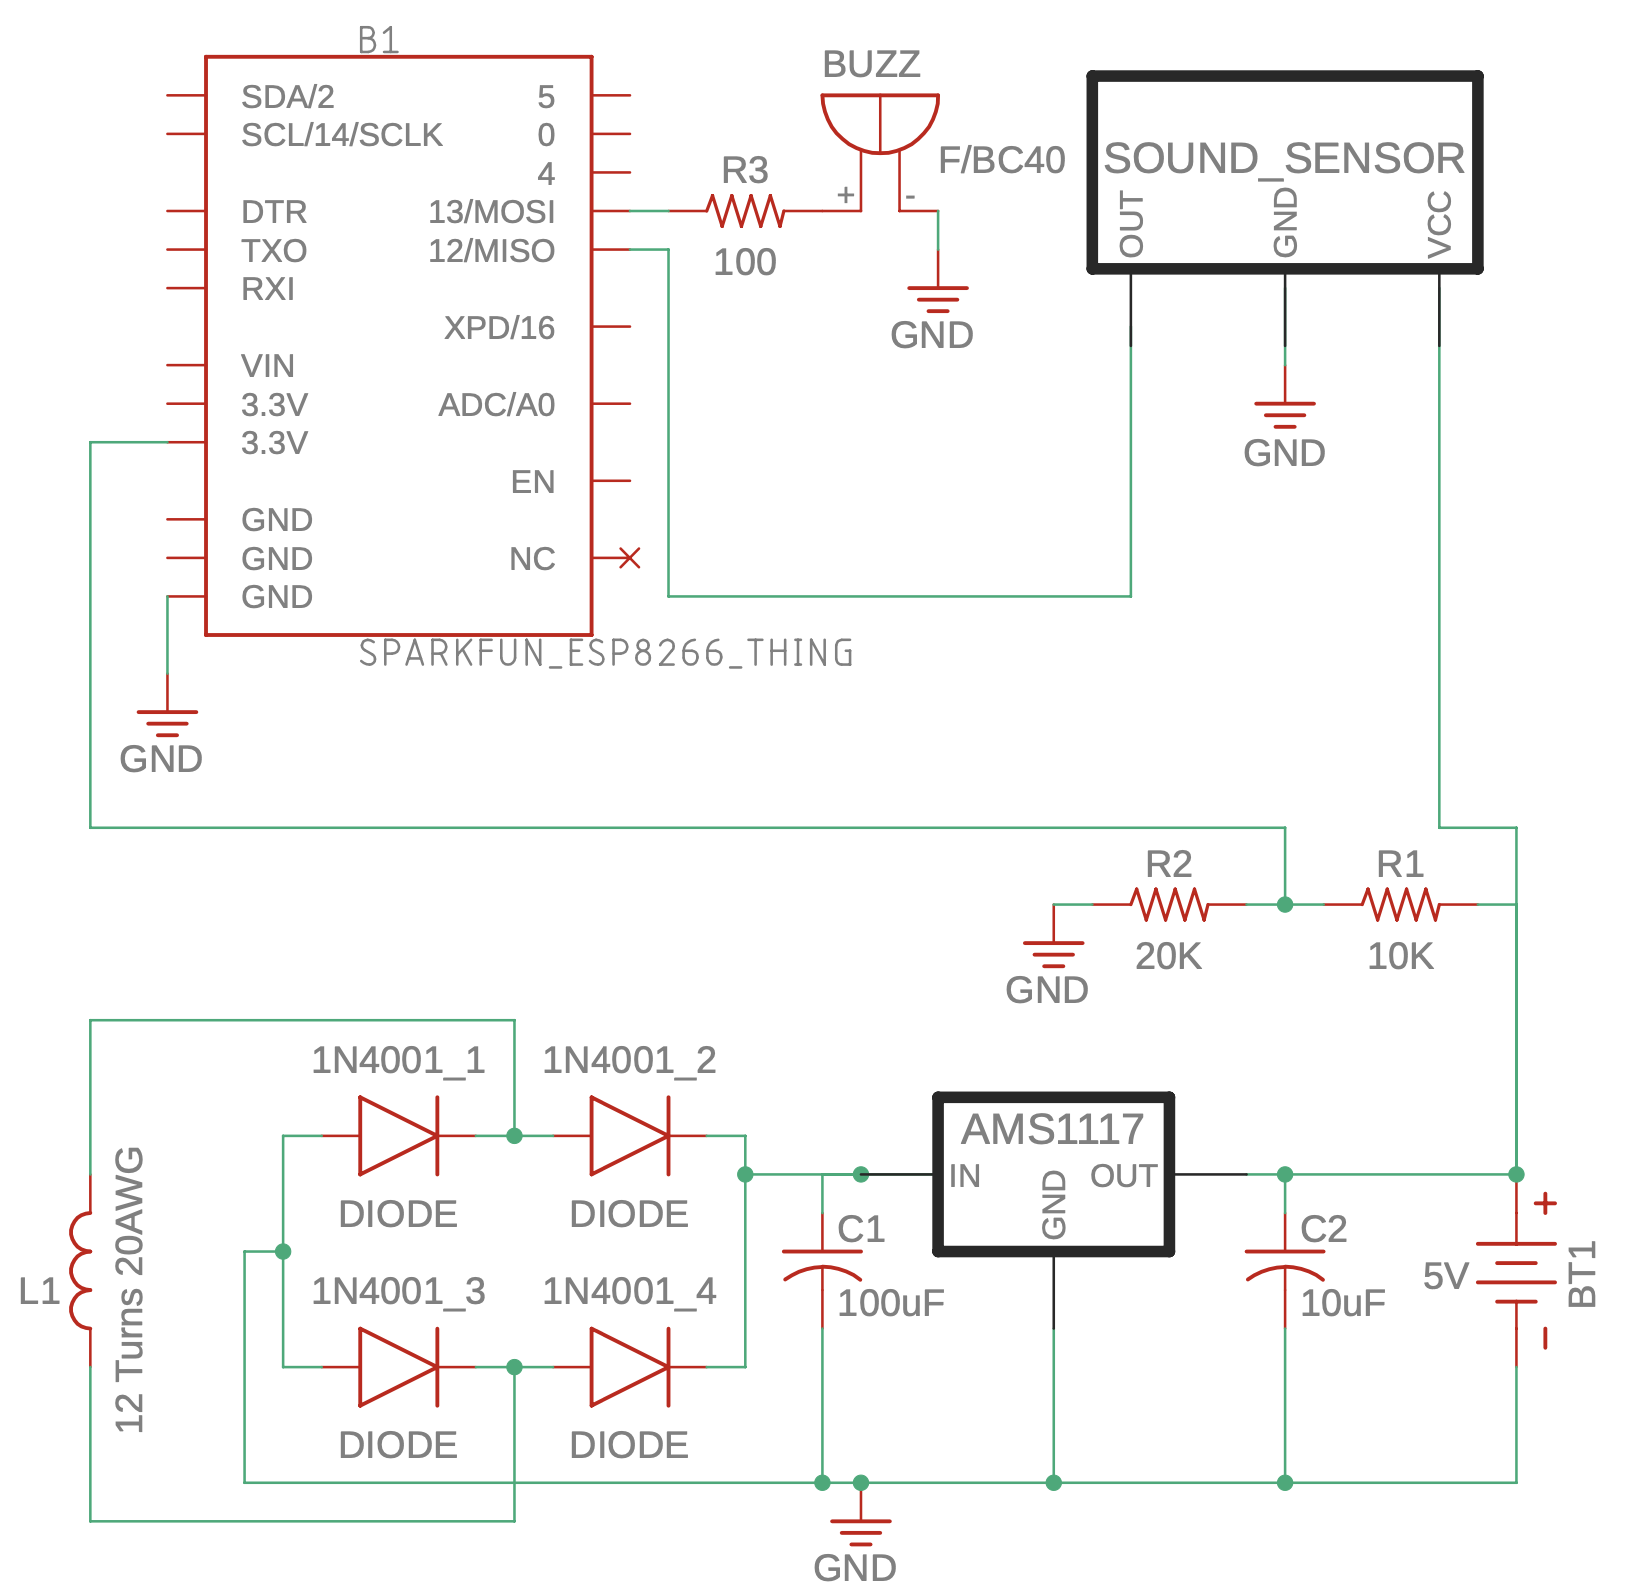 B1
SDA/2
SCL/14/SCLK
DTR
TXO
RXI
VIN
3.3V
3.3V
GND
GND
GND
5
0
4
13/MOSI
12/MISO
XPD/16
ADC/A0
EN
NC
SPARKFUN_ESP8266_THING
GND
R3
100
BUZZ
F/BC40
+
-
GND
SOUND_SENSOR
OUT
GND
VCC
GND
R2
20K
R1
10K
GND
L1
12 Turns 20AWG
1N4001_1
DIODE
1N4001_2
DIODE
1N4001_3
DIODE
1N4001_4
DIODE
C1
100uF
AMS1117
IN
GND
OUT
C2
10uF
5V
BT1
+
-
GND